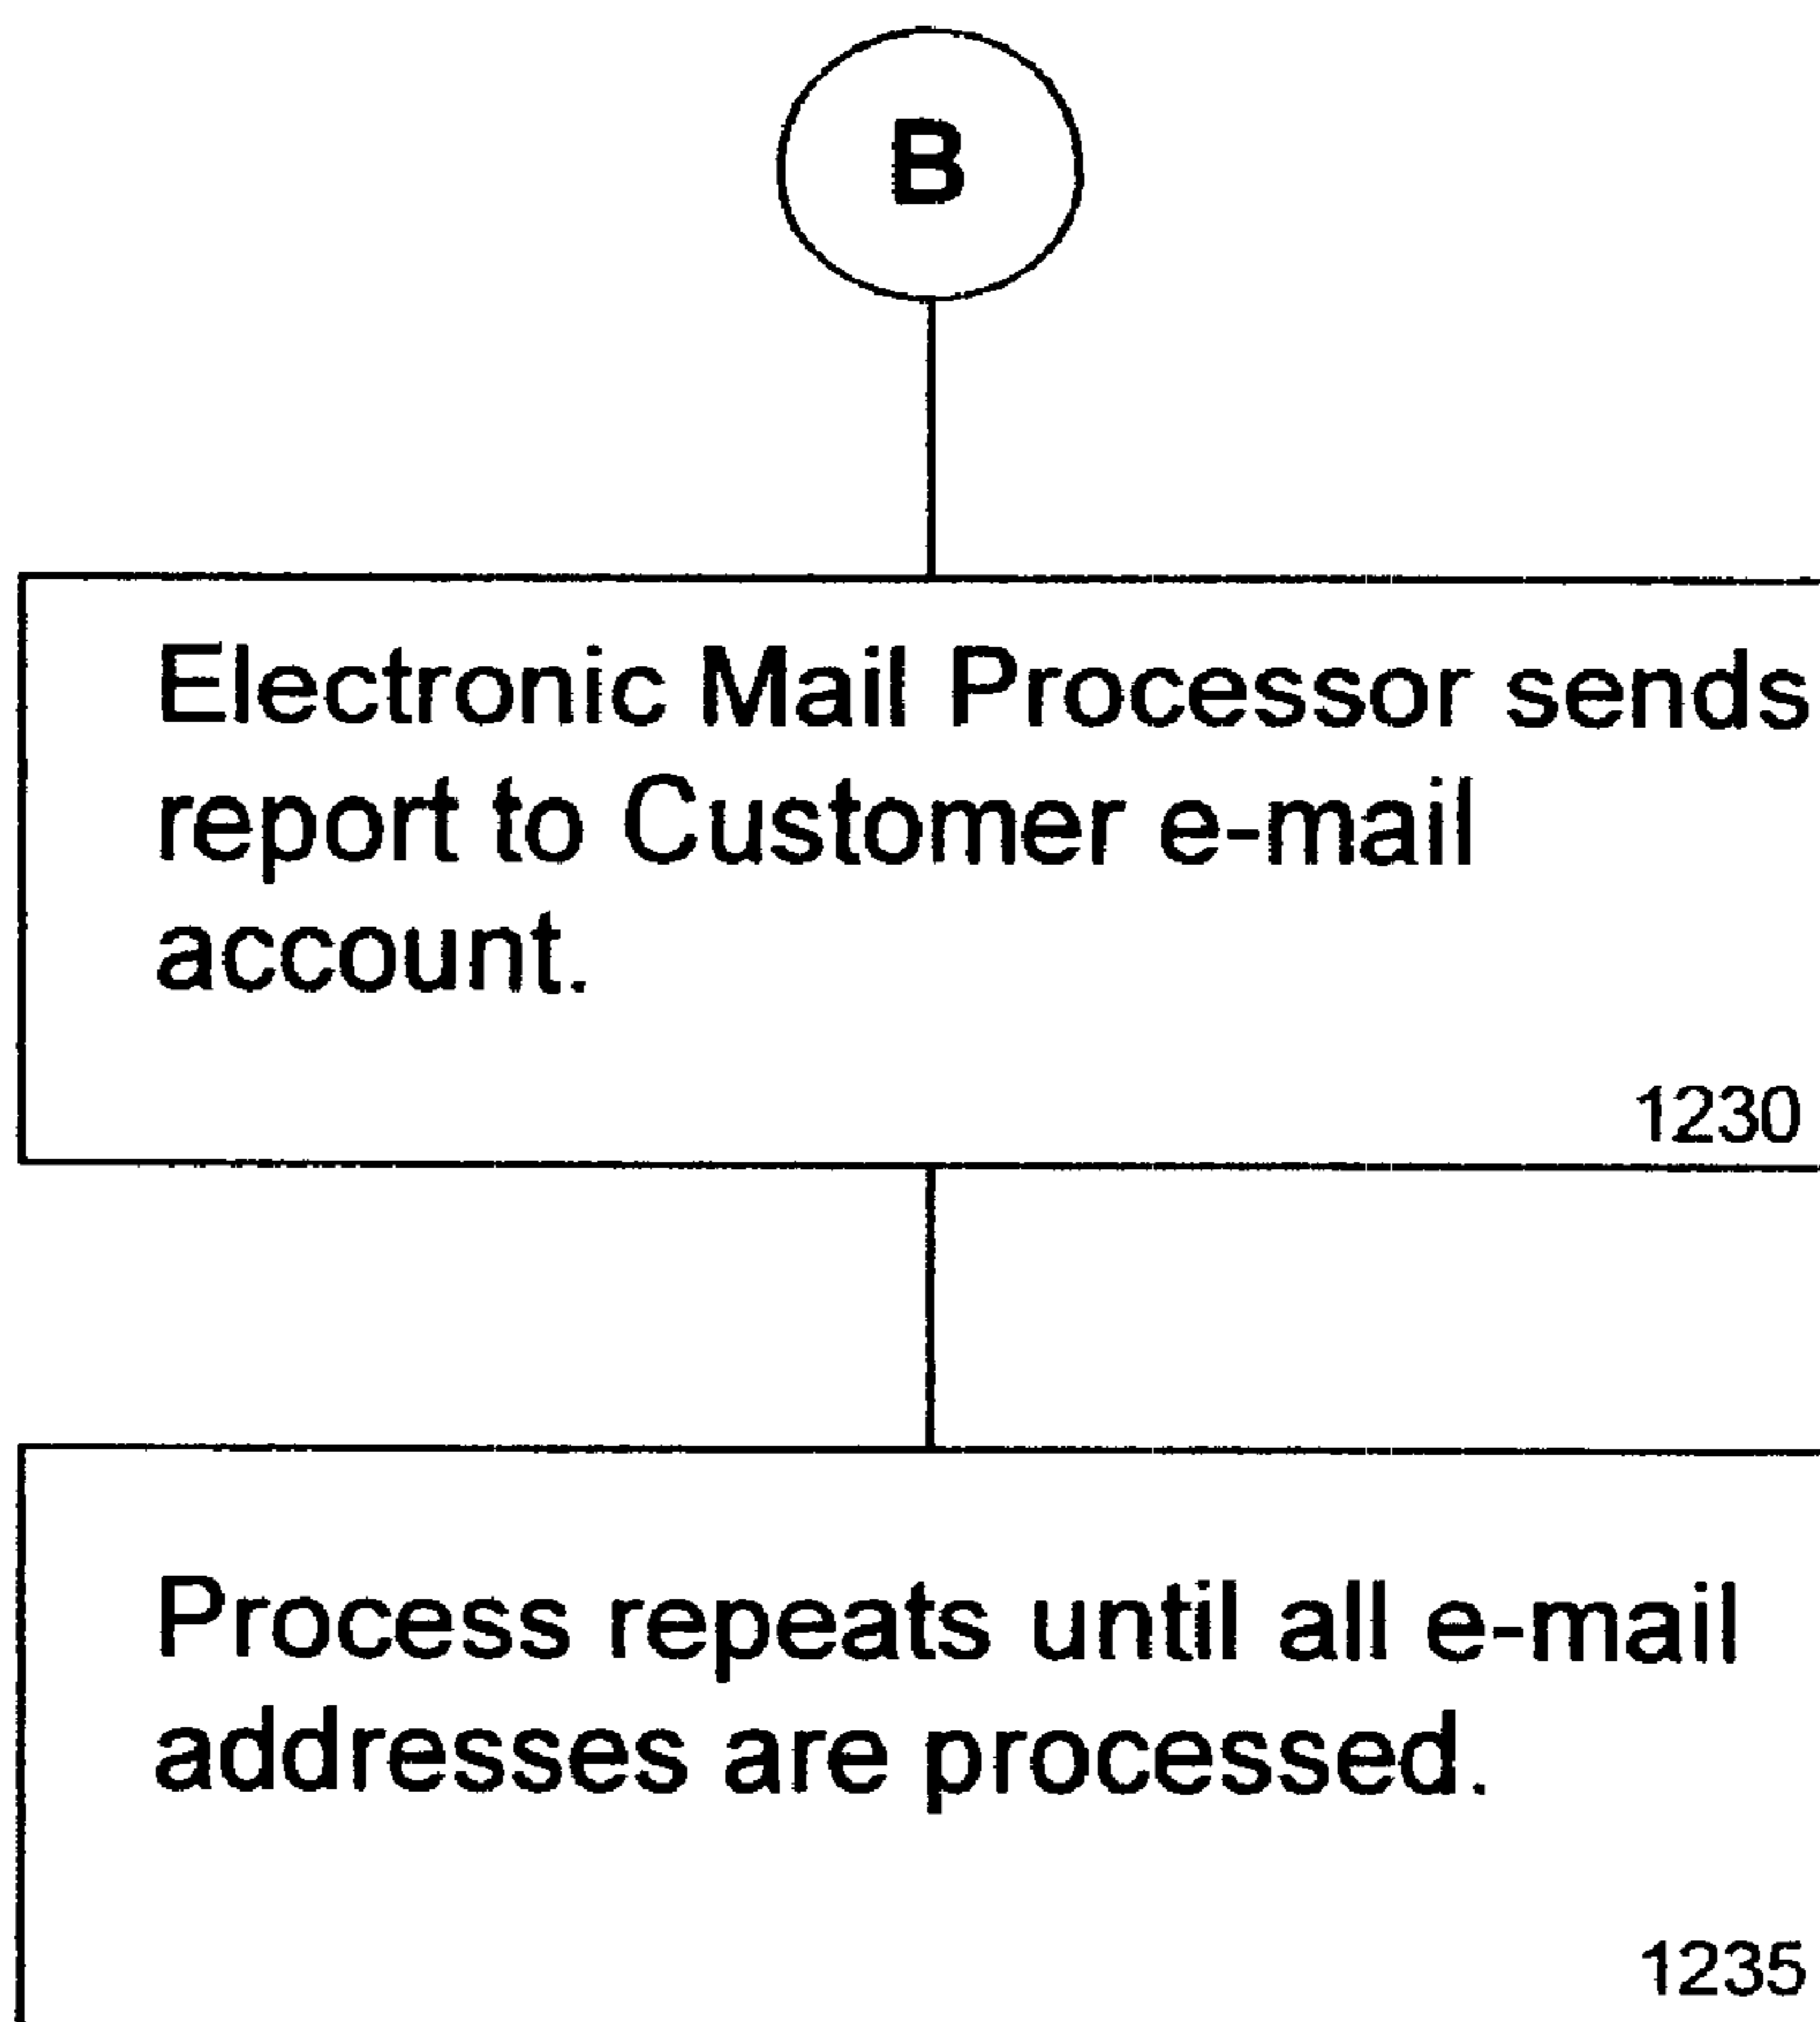 B
Electronic Mail Processor sends
report to Customer e-mail
account.
1230
Process repeats until all e-mail
addresses are processed.
1235